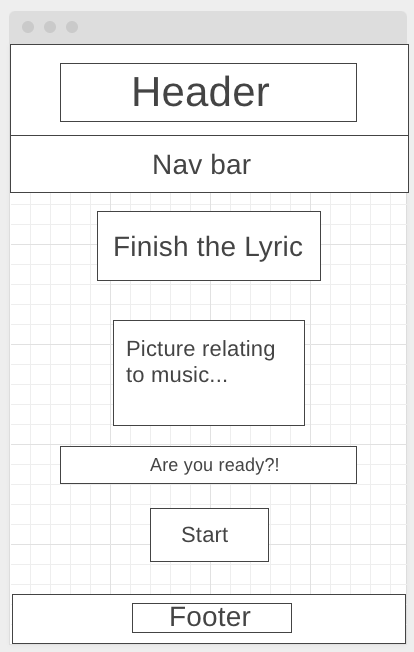 Header
Nav bar
Finish the Lyric
Picture relating
to music...
Are you ready?!
Start
Footer